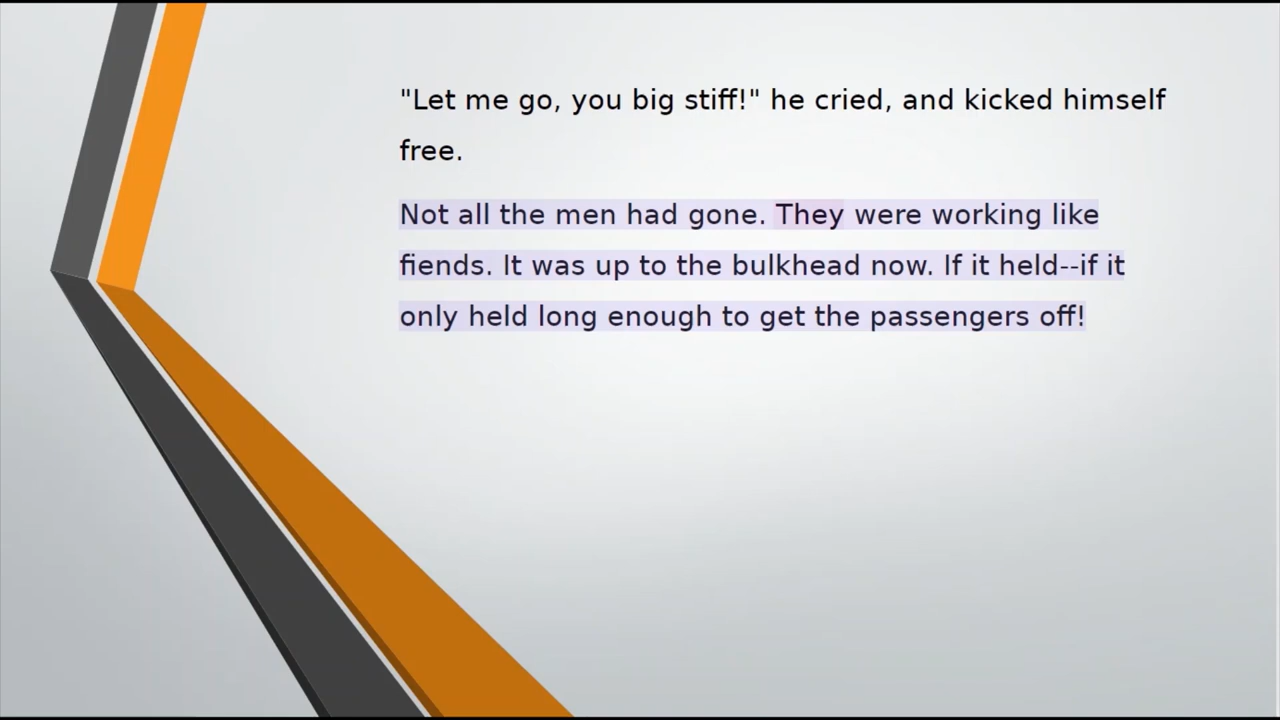 "Let me go, you big stiff!" he cried, and kicked himself
free.
Not all the men had gone. They were working like
fiends. It was up to the bulkhead now. If it held--if it
only held long enough to get the passengers off!